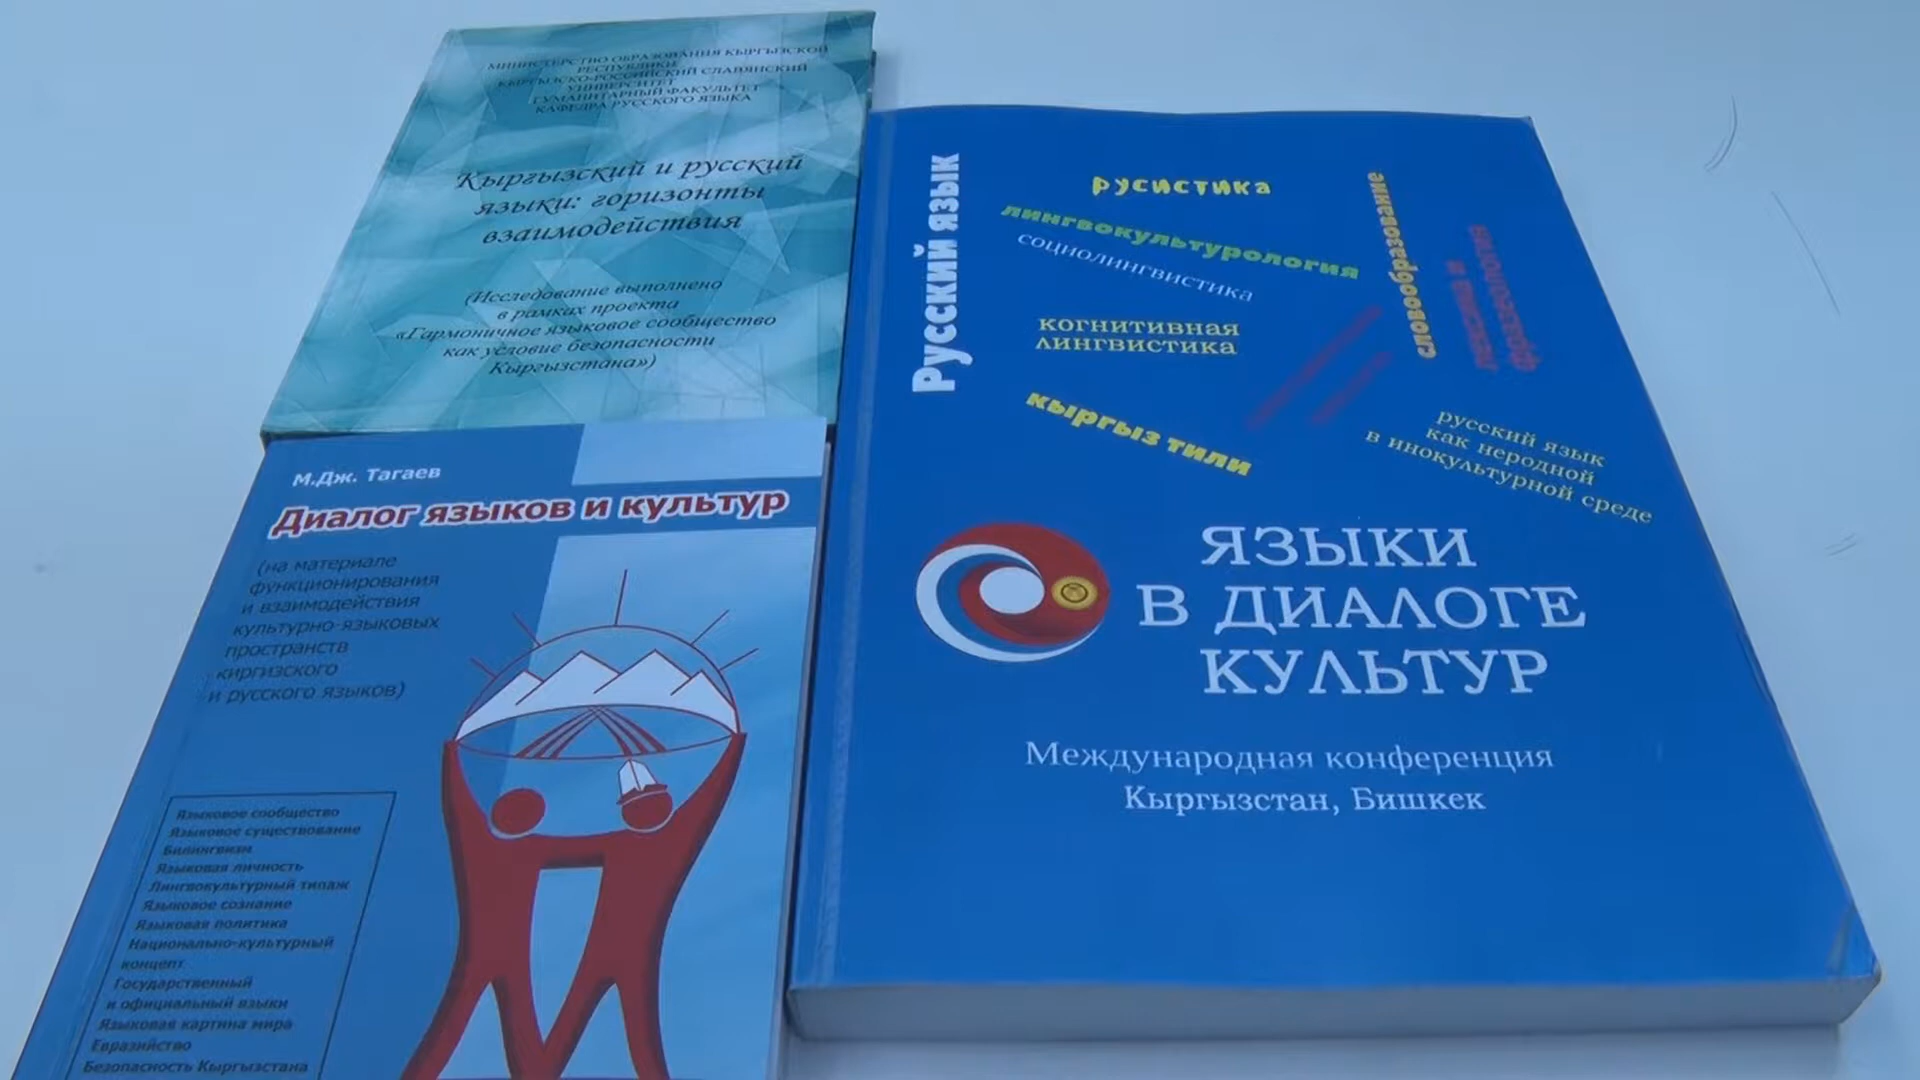 МИНИСТЕРСТВО ОБРАЗОВАНИЯ КЫРГЫЗСКОЙ
РЕСПУБЛИКИ
КЫРГЫЗСКО-РОССИЙСКИЙ СЛАВЯНСКИЙ
УНИВЕРСИТЕТ
ГУМАНИТАРНЫЙ ФАКУЛЬТЕТ
КАФЕДРА РУССКОГО ЯЗЫКА
Кыргызский и русский
языки: горизонты
взаимодействия
(Исследование выполнено
в рамках проекта
«Гармоничное языковое сообщество
как условие безопасности
Кыргызстана»)
М.Дж. Тагаев
Диалог языков и культур
(на материале
функционирования
и взаимодействия
культурно-языковых
пространств
киргизского
и русского языков)
Языковое сообщество
Языковое существование
Билингвизм
Языковая личность
Лингвокультурный типаж
Языковое сознание
Языковая политика
Национально-культурный
концепт
Государственный
и официальный языки
Языковая картина мира
Евразийство
Безопасность Кыргызстана
Русский язык
русистика
лингвокультурология
социолингвистика
когнитивная
лингвистика
кыргыз тили
словообразование
лексика и
фразеология
русский язык
как неродной
в инокультурной среде
ЯЗЫКИ
В ДИАЛОГЕ
КУЛЬТУР
Международная конференция
Кыргызстан, Бишкек